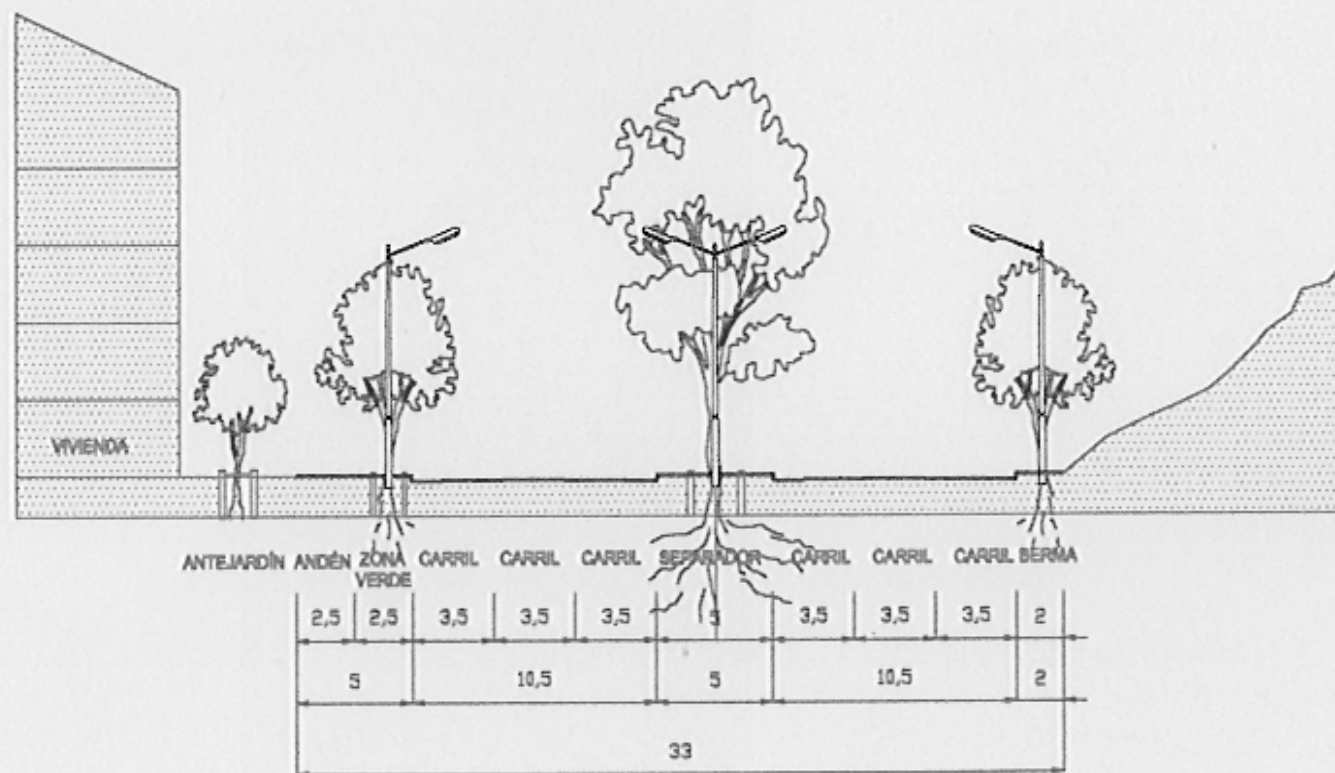 VIVIENDA
ANTEJARDÍN ANDÉN ZONA VERDE CARRIL CARRIL CARRIL SEPARADOR CARRIL CARRIL CARRIL BERMA
2,5 2,5 3,5 3,5 3,5 5 3,5 3,5 3,5 2
5 10,5 5 10,5 2
33